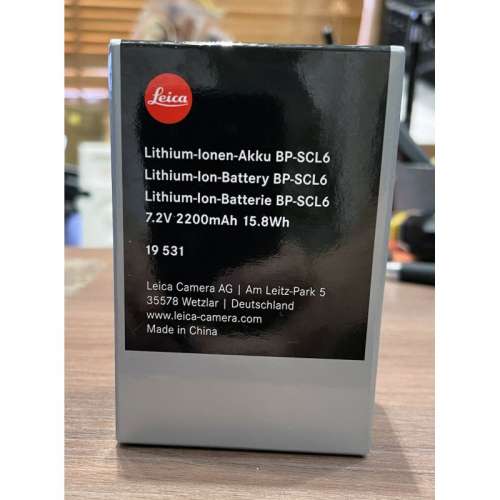 Leica
Lithium-Ionen-Akku BP-SCL6
Lithium-Ion-Battery BP-SCL6
Lithium-Ion-Batterie BP-SCL6
7.2V 2200mAh 15.8Wh
19 531
Leica Camera AG | Am Leitz-Park 5
35578 Wetzlar | Deutschland
www.leica-camera.com
Made in China